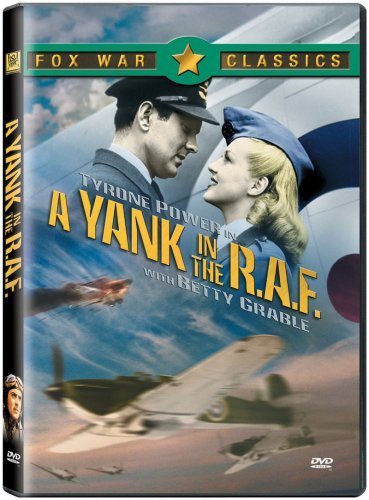 FOX WAR CLASSICS
TYRONE POWER IN
A YANK IN THE R.A.F.
WITH BETTY GRABLE
DVD
A YANK IN THE R.A.F.
DVD